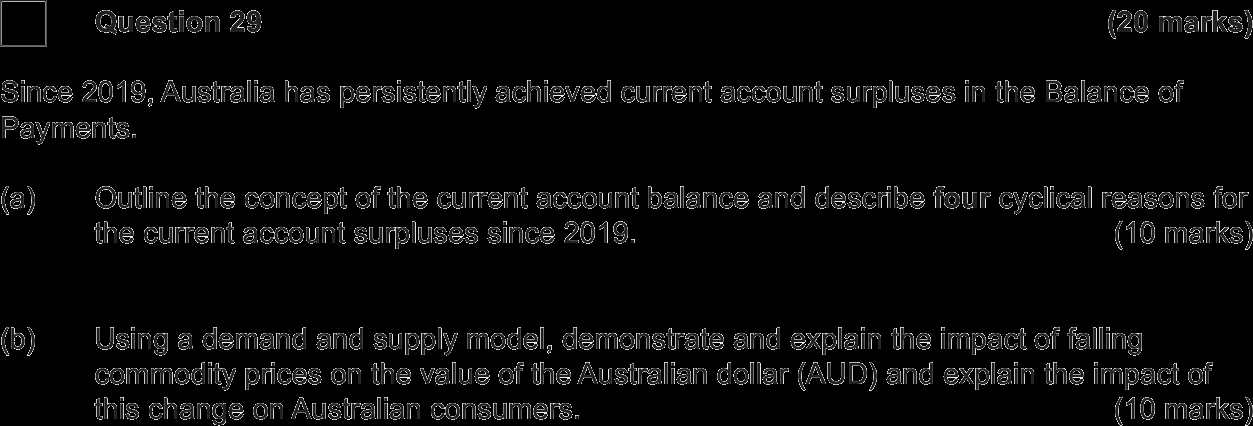 Question 29 (20 marks)
Since 2019, Australia has persistently achieved current account surpluses in the Balance of
Payments.
(a) Outline the concept of the current account balance and describe four cyclical reasons for
the current account surpluses since 2019. (10 marks)
(b) Using a demand and supply model, demonstrate and explain the impact of falling
commodity prices on the value of the Australian dollar (AUD) and explain the impact of
this change on Australian consumers. (10 marks)